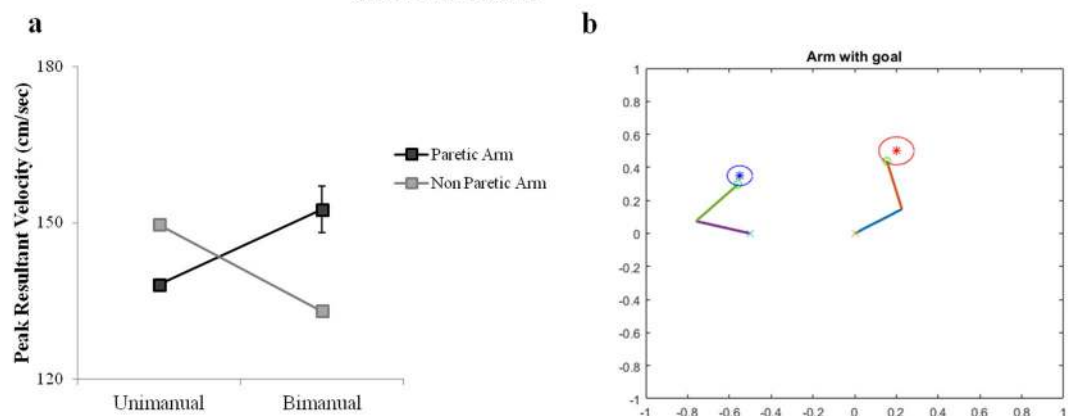 a
Peak Resultant Velocity (cm/sec)
180
150
120
Unimanual
Bimanual
Paretic Arm
Non Paretic Arm
b
Arm with goal
1
0.8
0.6
0.4
0.2
0
-0.2
-0.4
-0.6
-0.8
-1
-1 -0.8 -0.6 -0.4 -0.2 0 0.2 0.4 0.6 0.8 1